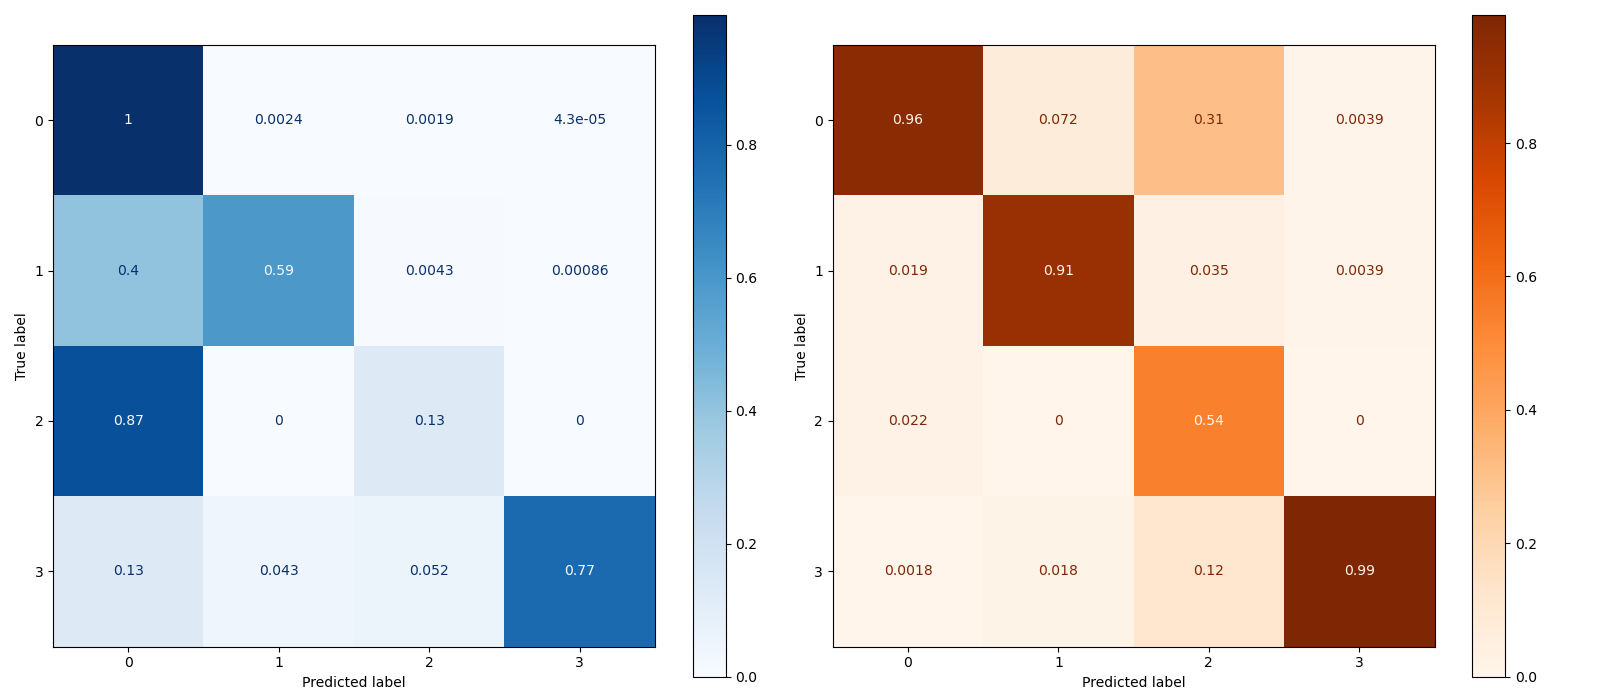 True label
0
1
2
3
1 0.0024 0.0019 4.3e-05
0.4 0.59 0.0043 0.00086
0.87 0 0.13 0
0.13 0.043 0.052 0.77
0 1 2 3
Predicted label
0.8
0.6
0.4
0.2
0.0
True label
0
1
2
3
0.96 0.072 0.31 0.0039
0.019 0.91 0.035 0.0039
0.022 0 0.54 0
0.0018 0.018 0.12 0.99
0 1 2 3
Predicted label
0.8
0.6
0.4
0.2
0.0